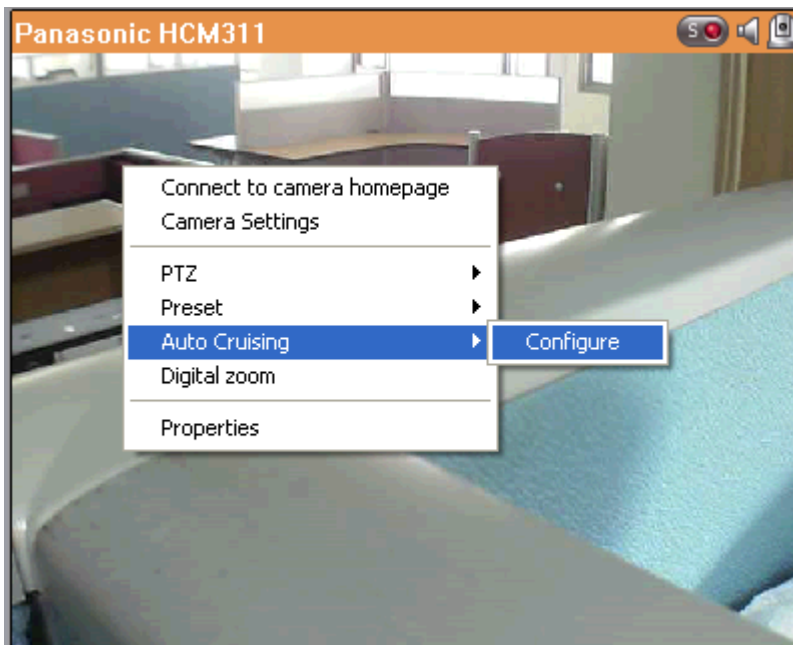 Panasonic HCM311
S
Connect to camera homepage
Camera Settings
PTZ
Preset
Auto Cruising
Configure
Digital zoom
Properties